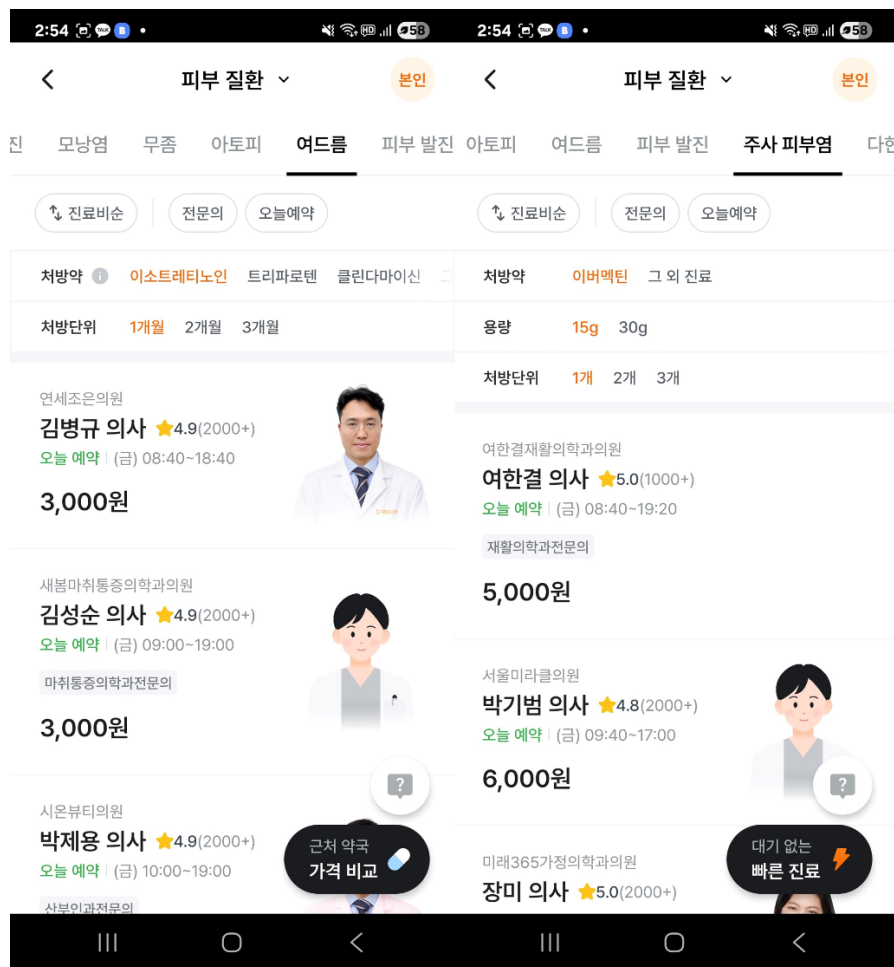 2:54 TALK B •
HD 58
피부 질환
본인
진 모낭염 무좀 아토피 여드름 피부 발진
진료비순 전문의 오늘예약
처방약 이소트레티노인 트리파로텐 클린다마이신
처방단위 1개월 2개월 3개월
연세조은의원
김병규 의사 4.9(2000+)
오늘 예약 | (금) 08:40~18:40
3,000원
새봄마취통증의학과의원
김성순 의사 4.9(2000+)
오늘 예약 | (금) 09:00~19:00
마취통증의학과전문의
3,000원
시온뷰티의원
박제용 의사 4.9(2000+)
오늘 예약 | (금) 10:00~19:00
산부인과전문의
?
근처 약국
가격 비교
2:54 TALK B •
HD 58
피부 질환
본인
아토피 여드름 피부 발진 주사 피부염 다한
진료비순 전문의 오늘예약
처방약 이버멕틴 그 외 진료
용량 15g 30g
처방단위 1개 2개 3개
여한결재활의학과의원
여한결 의사 5.0(1000+)
오늘 예약 | (금) 08:40~19:20
재활의학과전문의
5,000원
서울미라클의원
박기범 의사 4.8(2000+)
오늘 예약 | (금) 09:40~17:00
6,000원
미래365가정의학과의원
장미 의사 5.0(2000+)
?
대기 없는
빠른 진료